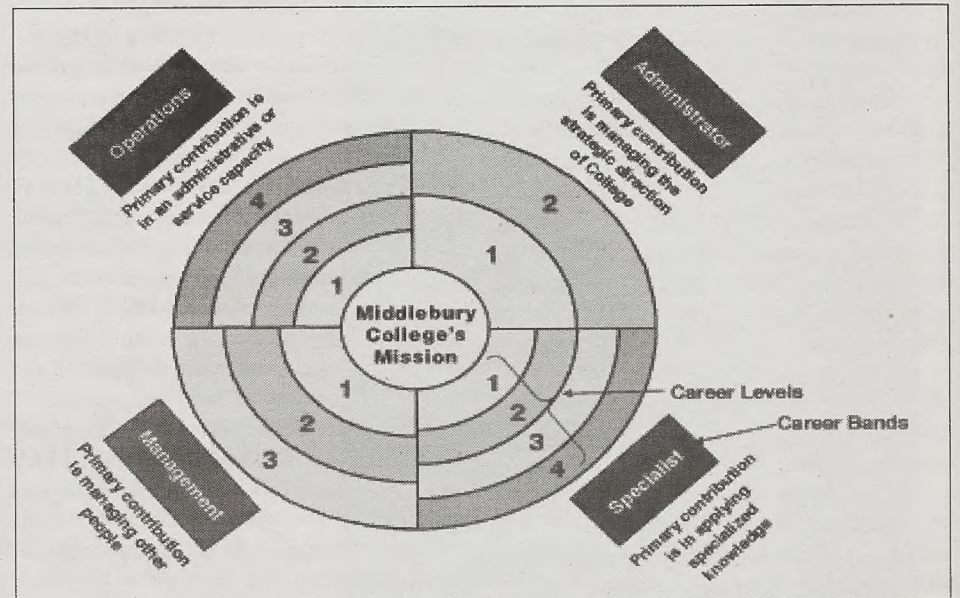 Operations
Primary contribution is
in an administrative or
service capacity
Administrator
Primary contribution
is managing the
strategic direction
of College
4
3
2
1
2
1
Middlebury
College's
Mission
1
2
3
1
2
3
4
Career Levels
Career Bands
Management
Primary contribution
is managing other
people
Specialist
Primary contribution
is in applying
specialized
knowledge